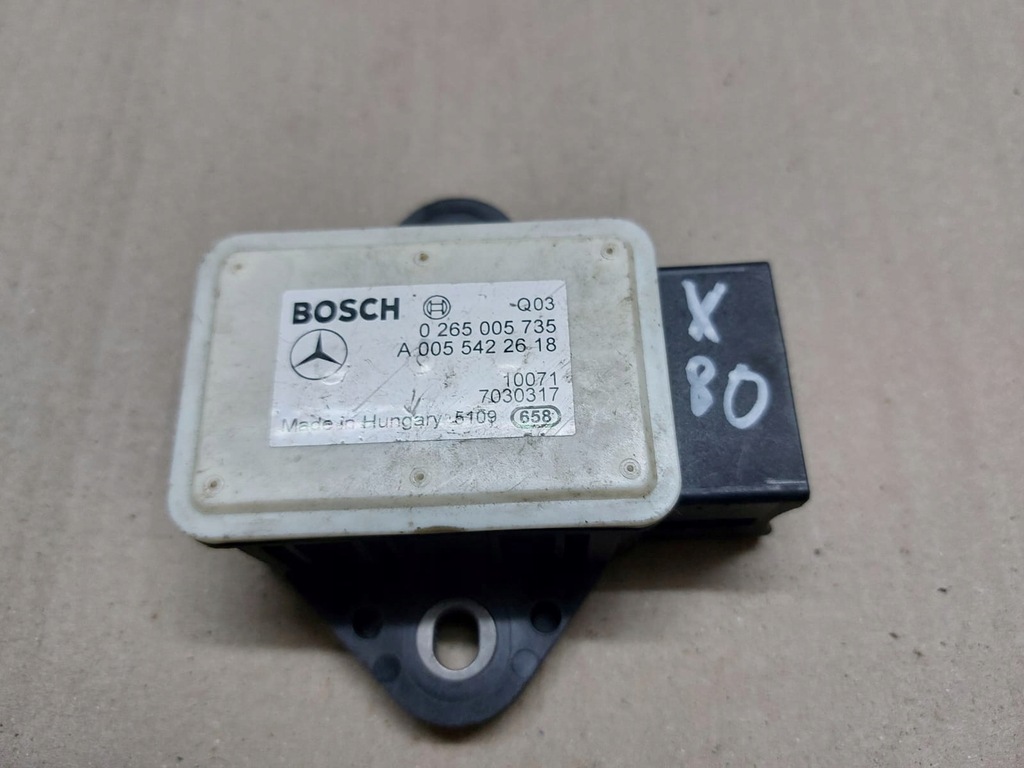 BOSCH -Q03
0 265 005 735
A 005 542 26 18
10071
7030317
Made in Hungary 5109 658
X
80